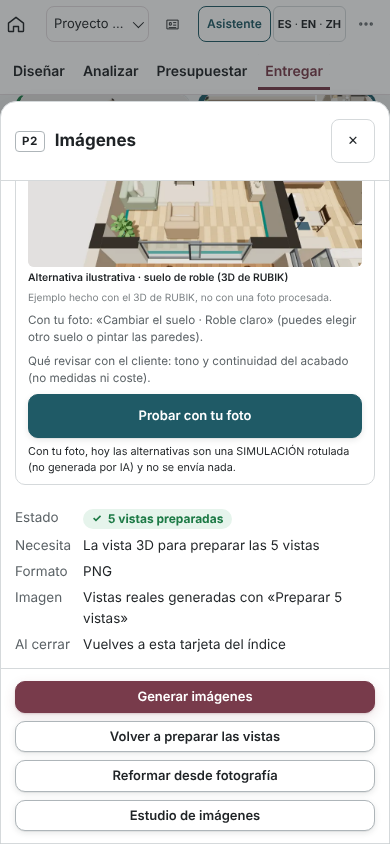 Proyecto ...
Asistente
ES · EN · ZH
Diseñar Analizar Presupuestar Entregar
P2 Imágenes
Alternativa ilustrativa · suelo de roble (3D de RUBIK)
Ejemplo hecho con el 3D de RUBIK, no con una foto procesada.
Con tu foto: «Cambiar el suelo · Roble claro» (puedes elegir
otro suelo o pintar las paredes).
Qué revisar con el cliente: tono y continuidad del acabado
(no medidas ni coste).
Probar con tu foto
Con tu foto, hoy las alternativas son una SIMULACIÓN rotulada
(no generada por IA) y no se envía nada.
Estado ✓ 5 vistas preparadas
Necesita La vista 3D para preparar las 5 vistas
Formato PNG
Imagen Vistas reales generadas con «Preparar 5
vistas»
Al cerrar Vuelves a esta tarjeta del índice
Generar imágenes
Volver a preparar las vistas
Reformar desde fotografía
Estudio de imágenes